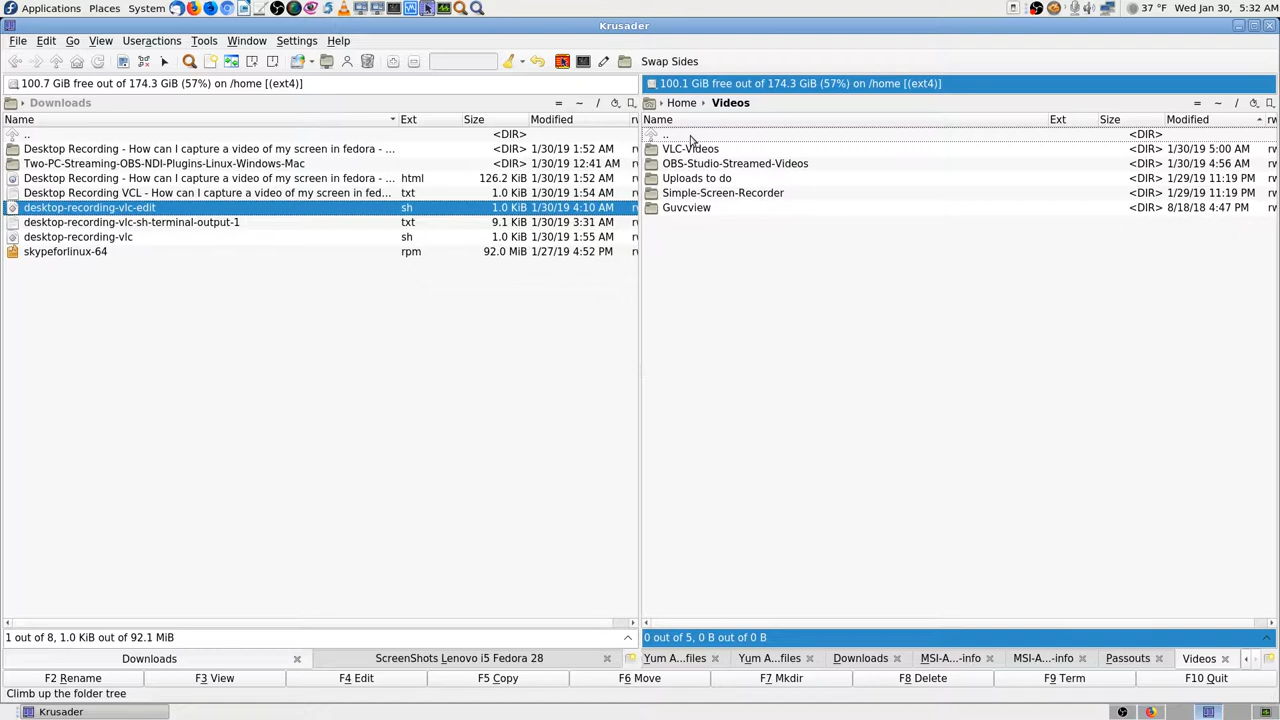 Applications Places System 37 °F Wed Jan 30, 5:32 AM
Krusader
File Edit Go View Useractions Tools Window Settings Help
Swap Sides
100.7 GiB free out of 174.3 GiB (57%) on /home [(ext4)]
Downloads = ~ /
Name Ext Size Modified
.. <DIR>
Desktop Recording - How can I capture a video of my screen in fedora - ... <DIR> 1/30/19 1:52 AM
Two-PC-Streaming-OBS-NDI-Plugins-Linux-Windows-Mac <DIR> 1/30/19 12:41 AM
Desktop Recording - How can I capture a video of my screen in fedora - ... html 126.2 KiB 1/30/19 1:52 AM
Desktop Recording VCL - How can I capture a video of my screen in fed... txt 1.0 KiB 1/30/19 1:54 AM
desktop-recording-vlc-edit sh 1.0 KiB 1/30/19 4:10 AM
desktop-recording-vlc-sh-terminal-output-1 txt 9.1 KiB 1/30/19 3:31 AM
desktop-recording-vlc sh 1.0 KiB 1/30/19 1:55 AM
skypeforlinux-64 rpm 92.0 MiB 1/27/19 4:52 PM
1 out of 8, 1.0 KiB out of 92.1 MiB
Downloads ScreenShots Lenovo i5 Fedora 28
100.1 GiB free out of 174.3 GiB (57%) on /home [(ext4)]
Home Videos = ~ /
Name Ext Size Modified
.. <DIR>
VLC-Videos <DIR> 1/30/19 5:00 AM
OBS-Studio-Streamed-Videos <DIR> 1/30/19 4:56 AM
Uploads to do <DIR> 1/29/19 11:19 PM
Simple-Screen-Recorder <DIR> 1/29/19 11:19 PM
Guvcview <DIR> 8/18/18 4:47 PM
0 out of 5, 0 B out of 0 B
Yum A...files Yum A...files Downloads MSI-A...-info MSI-A...-info Passouts Videos
F2 Rename F3 View F4 Edit F5 Copy F6 Move F7 Mkdir F8 Delete F9 Term F10 Quit
Climb up the folder tree
Krusader